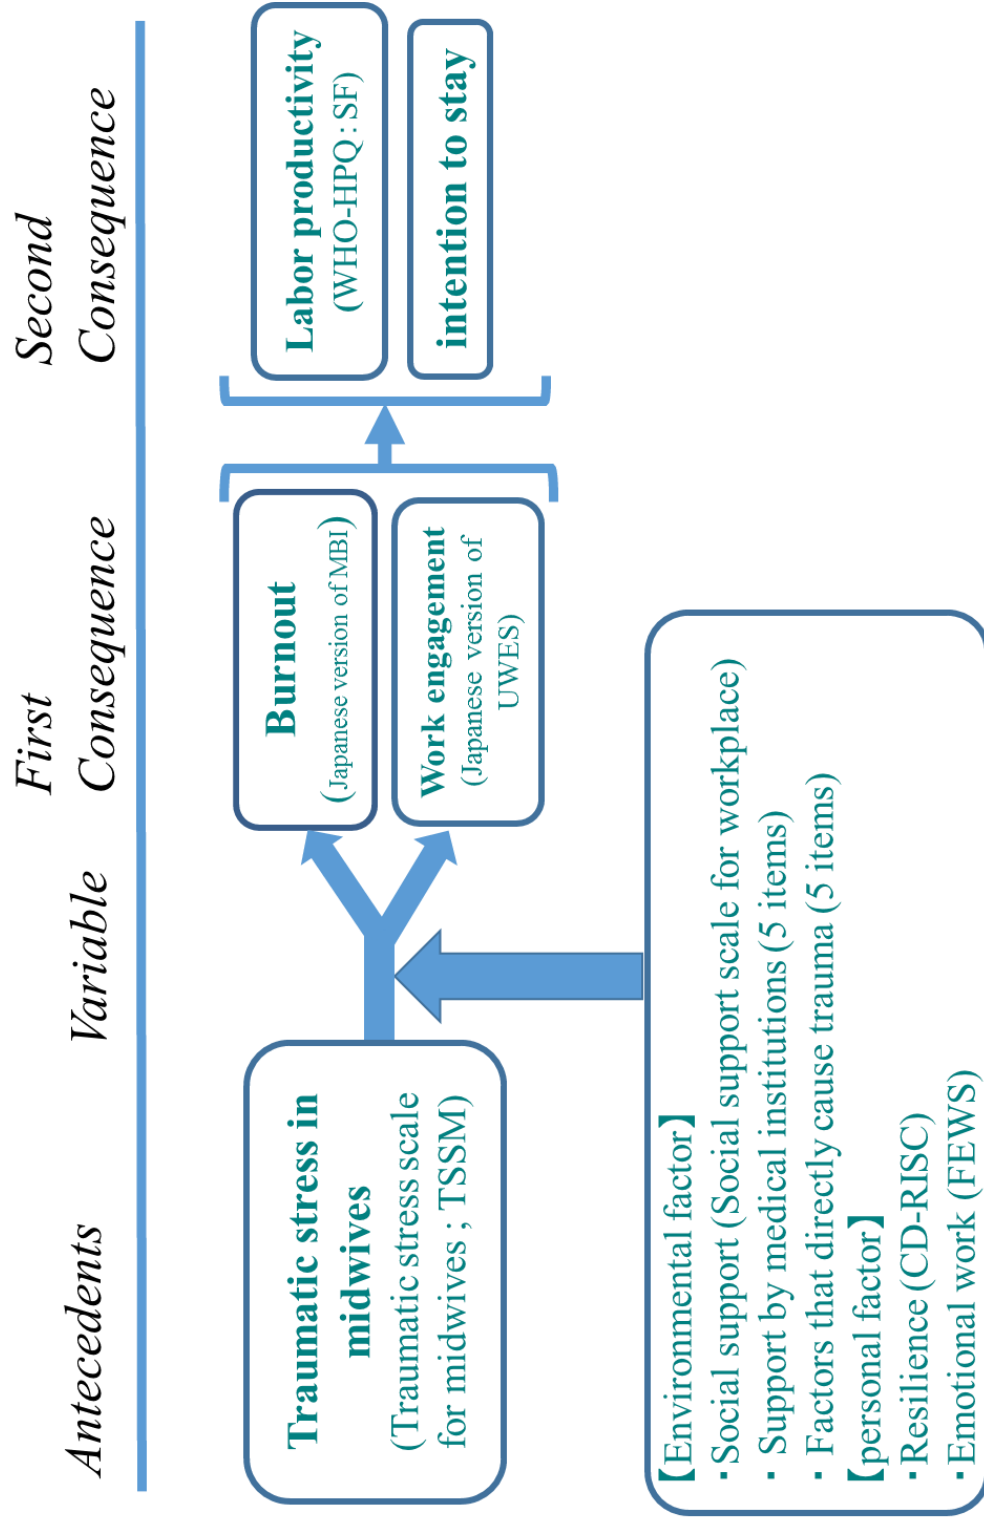 Antecedents
Variable
First
Consequence
Second
Consequence
Traumatic stress in
midwives
(Traumatic stress scale
for midwives ; TSSM)
Burnout
(Japanese version of MBI)
Work engagement
(Japanese version of
UWES)
Labor productivity
(WHO-HPQ : SF)
intention to stay
【Environmental factor】
・Social support (Social support scale for workplace)
・Support by medical institutions (5 items)
・Factors that directly cause trauma (5 items)
【personal factor】
・Resilience (CD-RISC)
・Emotional work (FEWS)